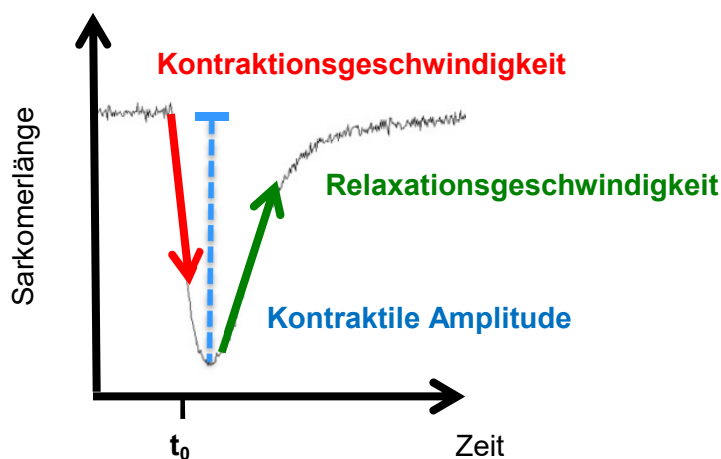 Kontraktionsgeschwindigkeit
Sarkomerlänge
Relaxationsgeschwindigkeit
Kontraktile Amplitude
t0
Zeit